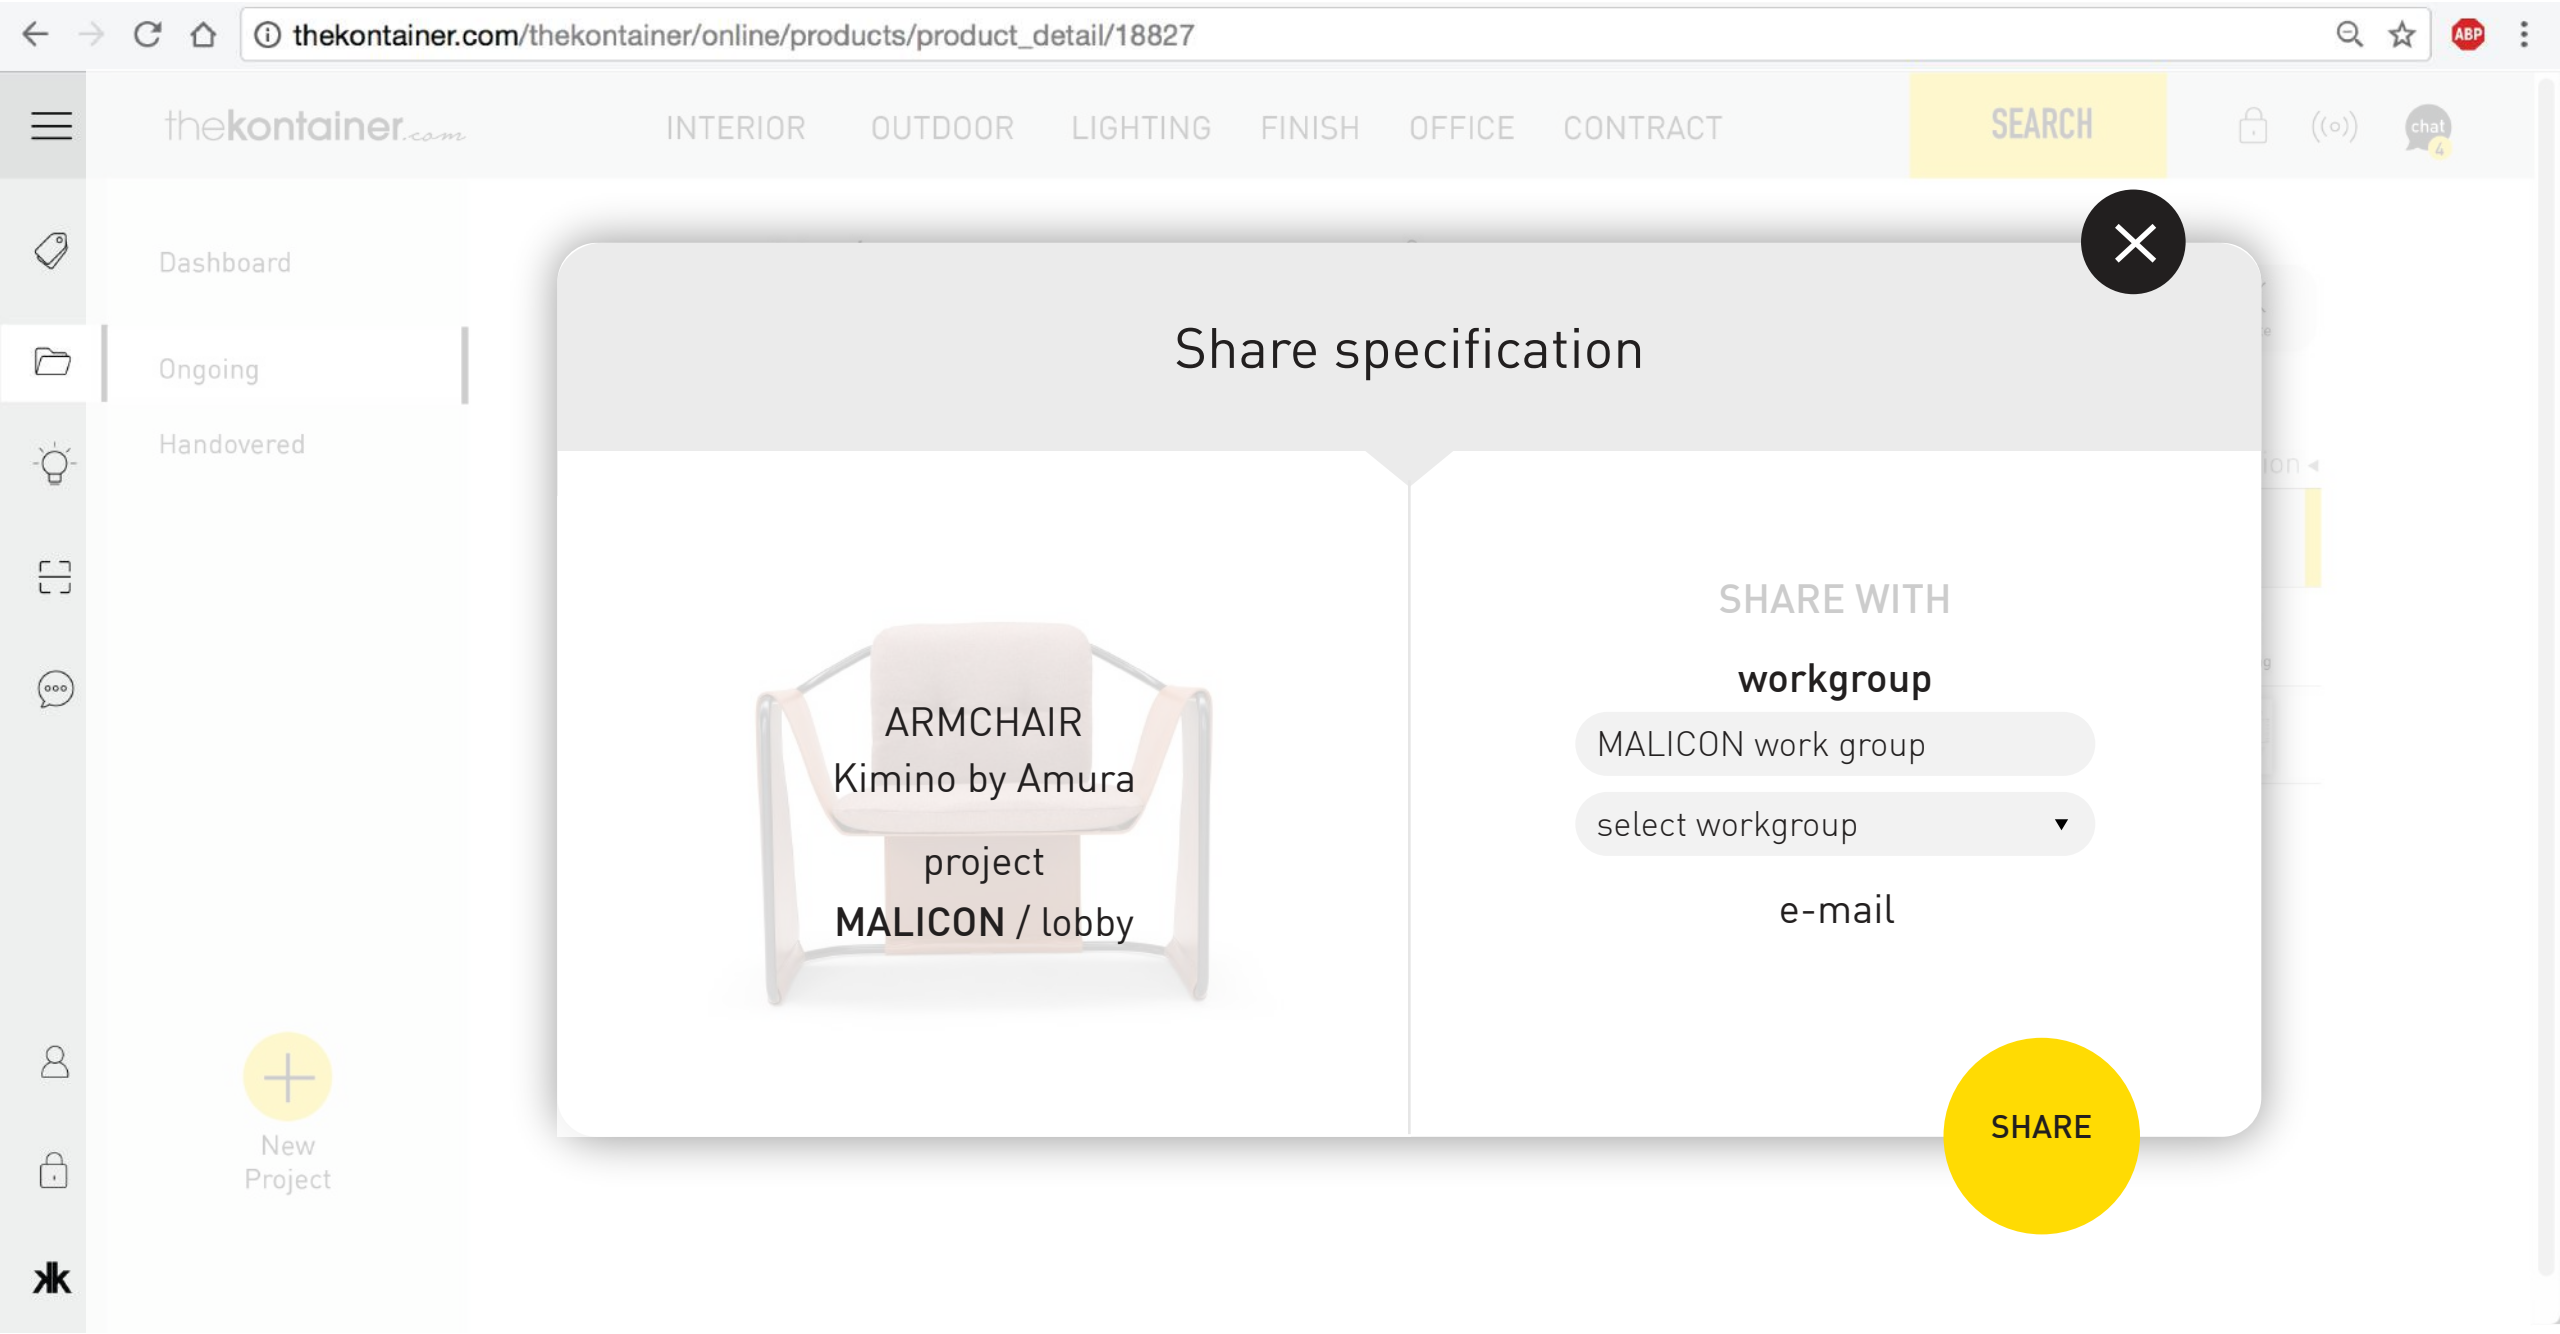 thekontainer.com/thekontainer/online/products/product_detail/18827
ABP
thekontainer.com
INTERIOR OUTDOOR LIGHTING FINISH OFFICE CONTRACT
SEARCH
chat
4
Dashboard
Ongoing
Handovered
New
Project
Share specification
ARMCHAIR
Kimino by Amura
project
MALICON / lobby
SHARE WITH
workgroup
MALICON work group
select workgroup
e-mail
SHARE